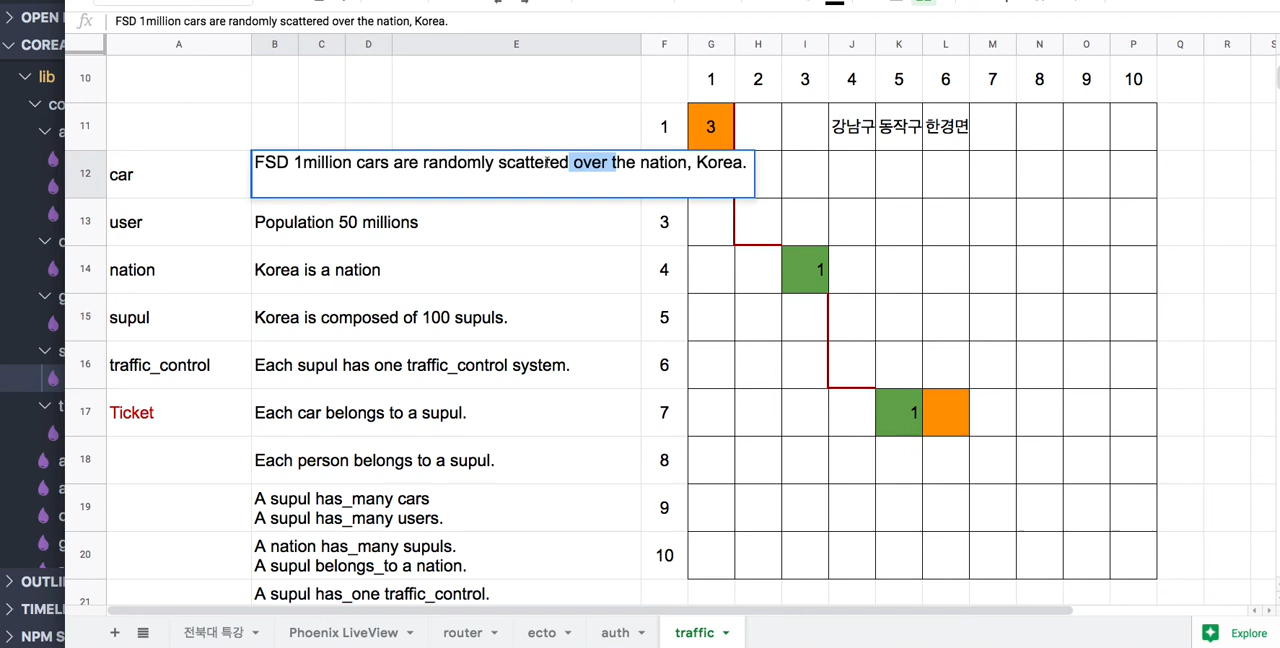 OPEN
fx FSD 1million cars are randomly scattered over the nation, Korea.
COREA
A B C D E F G H I J K L M N O P Q R S
lib
10 1 2 3 4 5 6 7 8 9 10
co
11 1 3 강남구 동작구 한경면
a
12 car FSD 1million cars are randomly scattered over the nation, Korea.
13 user Population 50 millions 3
14 nation Korea is a nation 4 1
g
15 supul Korea is composed of 100 supuls. 5
s
16 traffic_control Each supul has one traffic_control system. 6
t
17 Ticket Each car belongs to a supul. 7 1
18 Each person belongs to a supul. 8
a
a
19 A supul has_many cars
A supul has_many users. 9
c
g
20 A nation has_many supuls.
A supul belongs_to a nation. 10
OUTLI
21 A supul has_one traffic_control.
TIMEL
NPM S
+ 전북대 특강 Phoenix LiveView router ecto auth traffic Explore